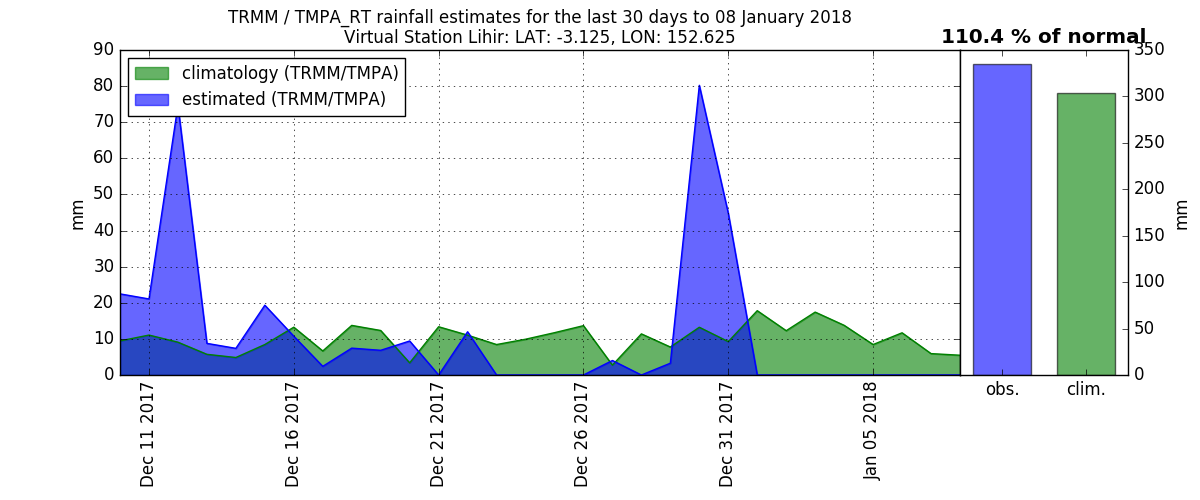 TRMM / TMPA_RT rainfall estimates for the last 30 days to 08 January 2018
Virtual Station Lihir: LAT: -3.125, LON: 152.625
110.4 % of normal
climatology (TRMM/TMPA)
estimated (TRMM/TMPA)
mm
90
80
70
60
50
40
30
20
10
0
Dec 11 2017
Dec 16 2017
Dec 21 2017
Dec 26 2017
Dec 31 2017
Jan 05 2018
obs.
clim.
350
300
250
200
150
100
50
0
mm